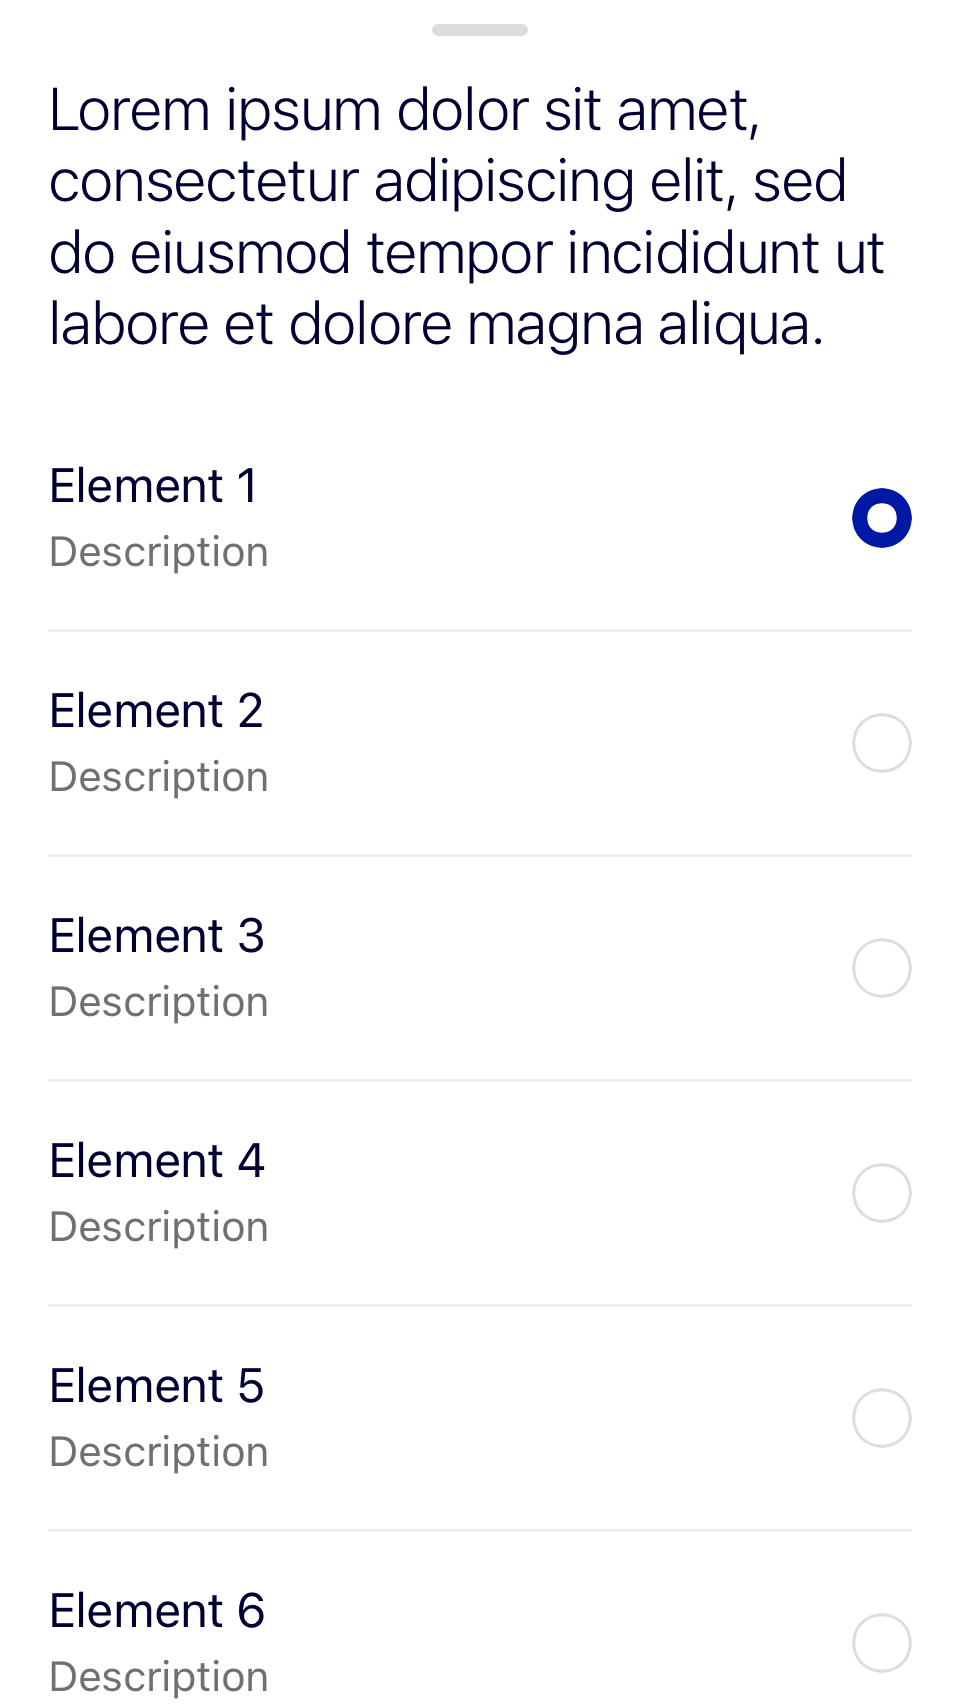 Lorem ipsum dolor sit amet,
consectetur adipiscing elit, sed
do eiusmod tempor incididunt ut
labore et dolore magna aliqua.
Element 1
Description
Element 2
Description
Element 3
Description
Element 4
Description
Element 5
Description
Element 6
Description